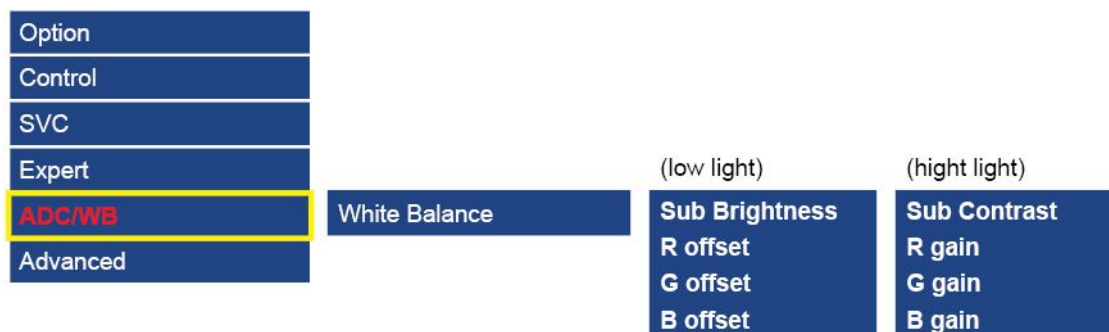 Option
Control
SVC
Expert
ADC/WB
Advanced
White Balance
(low light)
Sub Brightness
R offset
G offset
B offset
(hight light)
Sub Contrast
R gain
G gain
B gain